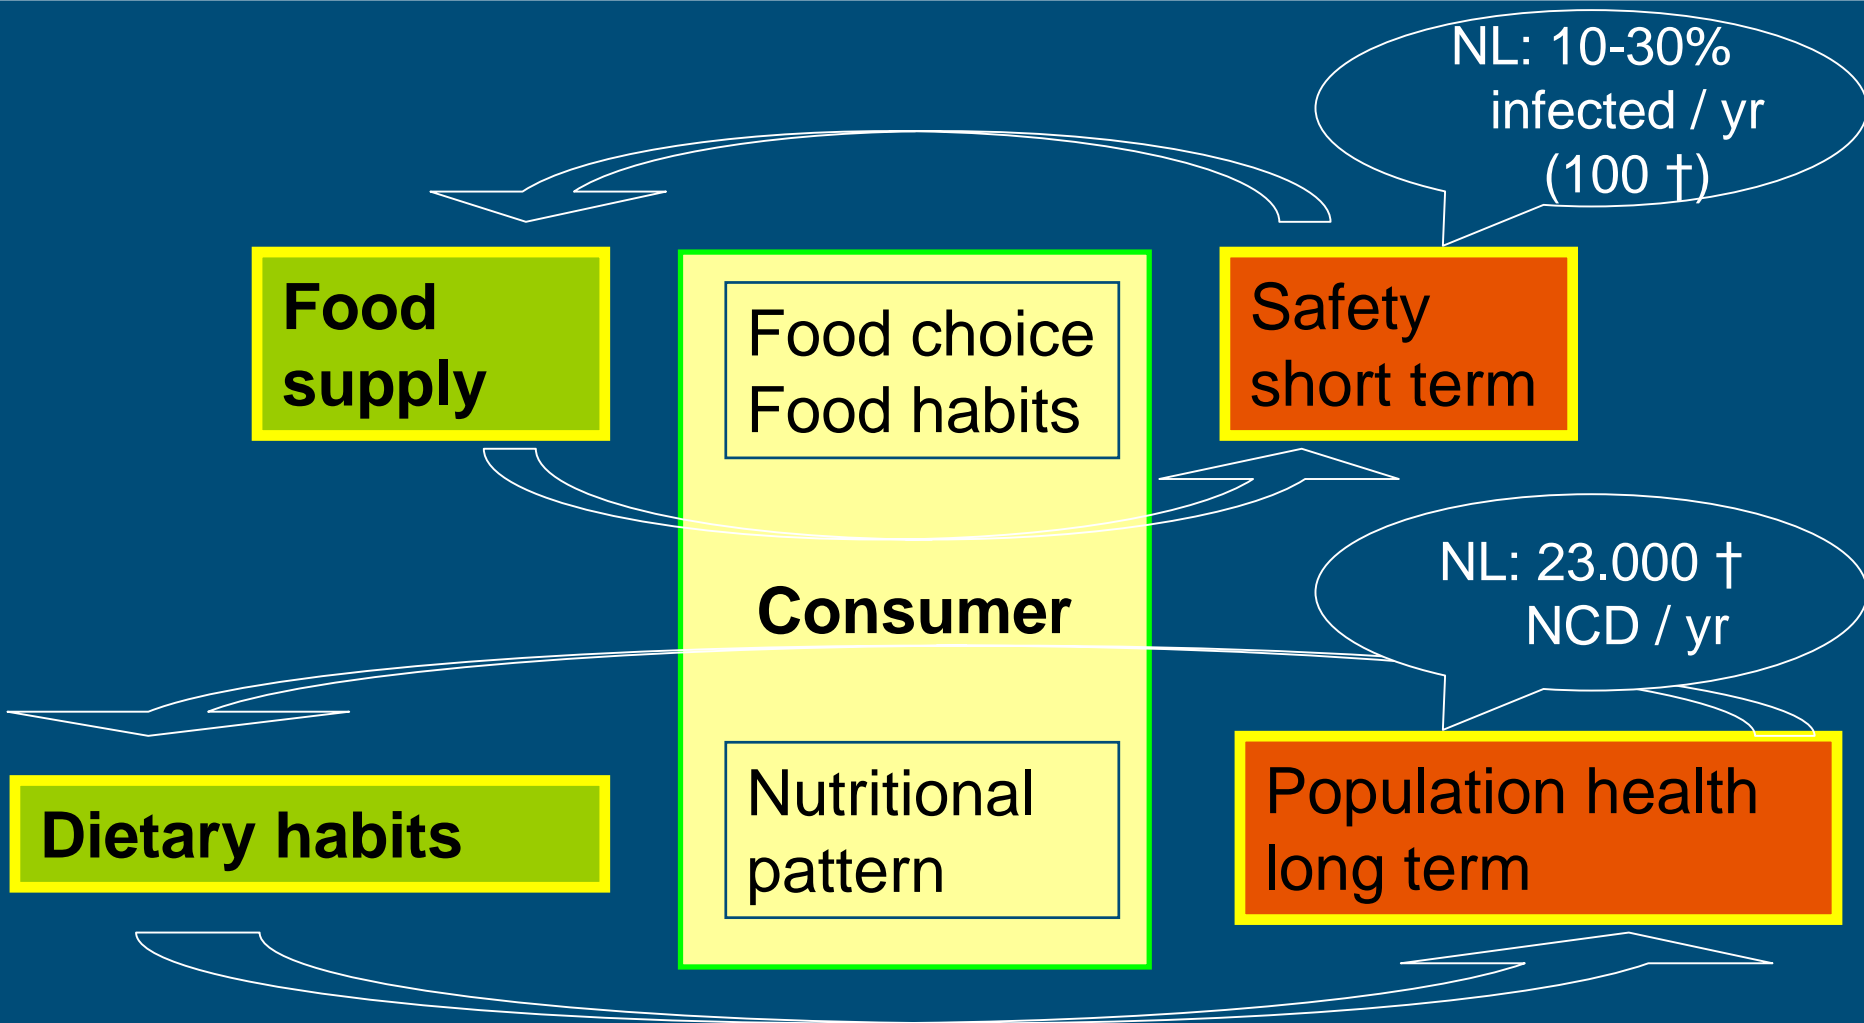 NL: 10-30%
infected / yr
(100 †)
Food
supply
Food choice
Food habits
Safety
short term
Consumer
NL: 23.000 †
NCD / yr
Dietary habits
Nutritional
pattern
Population health
long term